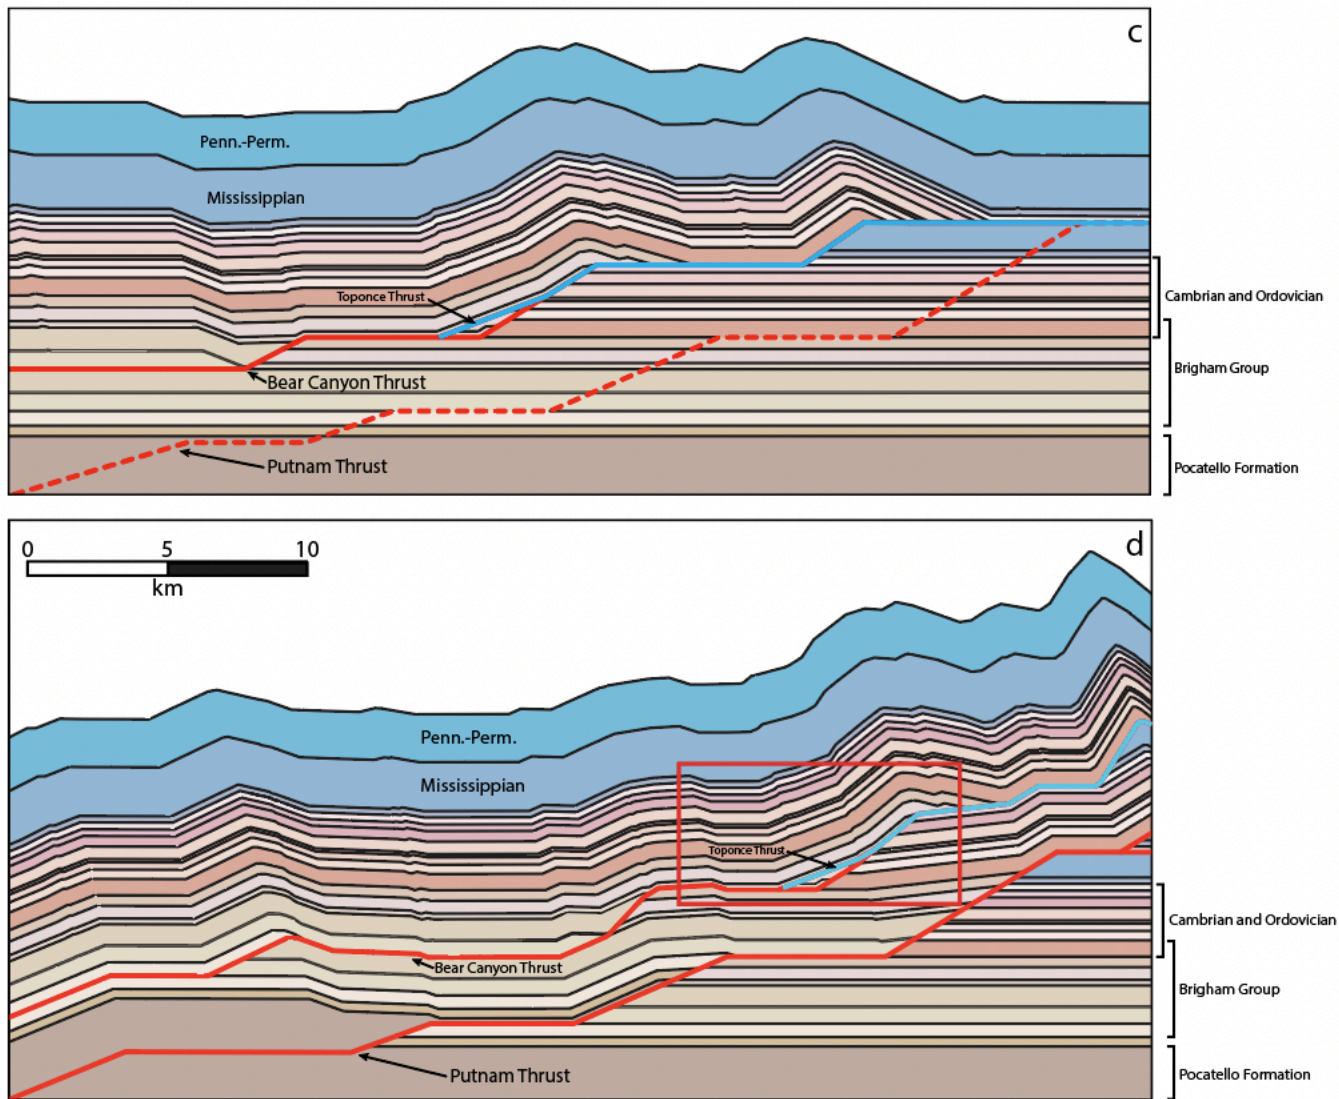 c
Penn.-Perm.
Mississippian
Toponce Thrust
Cambrian and Ordovician
Bear Canyon Thrust
Brigham Group
Putnam Thrust
Pocatello Formation
d
0 5 10
km
Penn.-Perm.
Mississippian
Toponce Thrust
Cambrian and Ordovician
Bear Canyon Thrust
Brigham Group
Putnam Thrust
Pocatello Formation